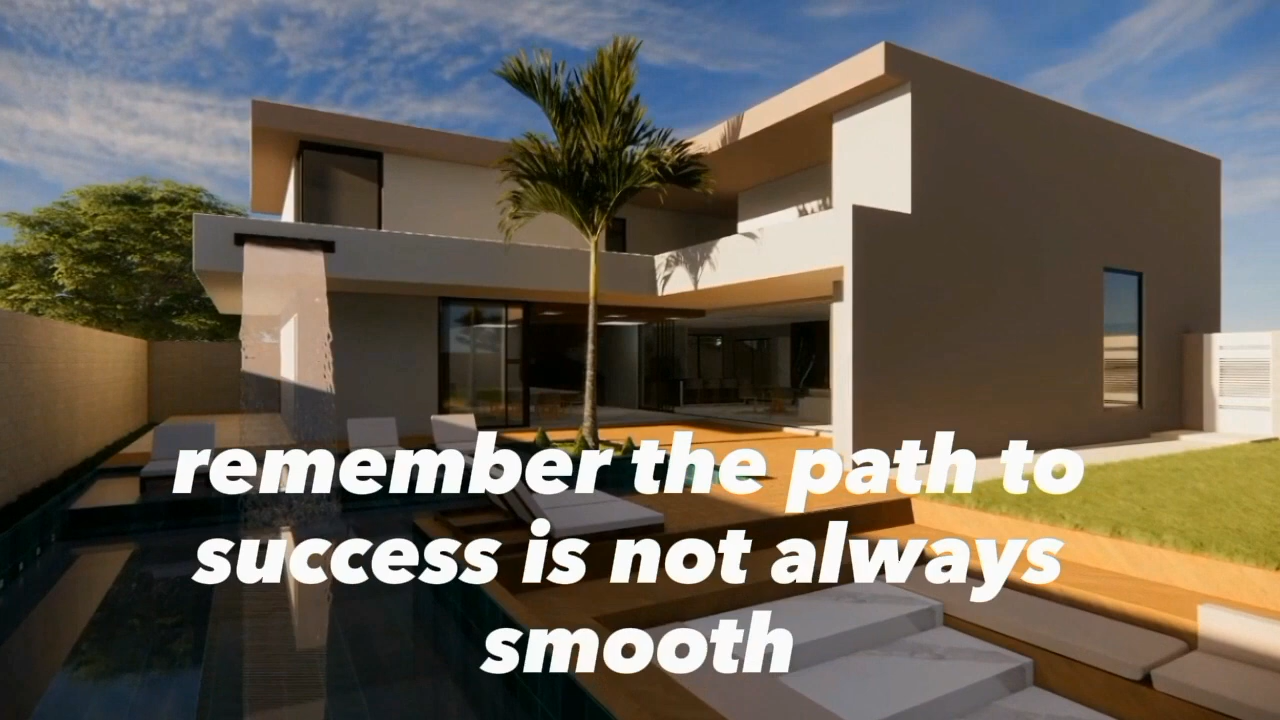 remember the path to
success is not always
smooth